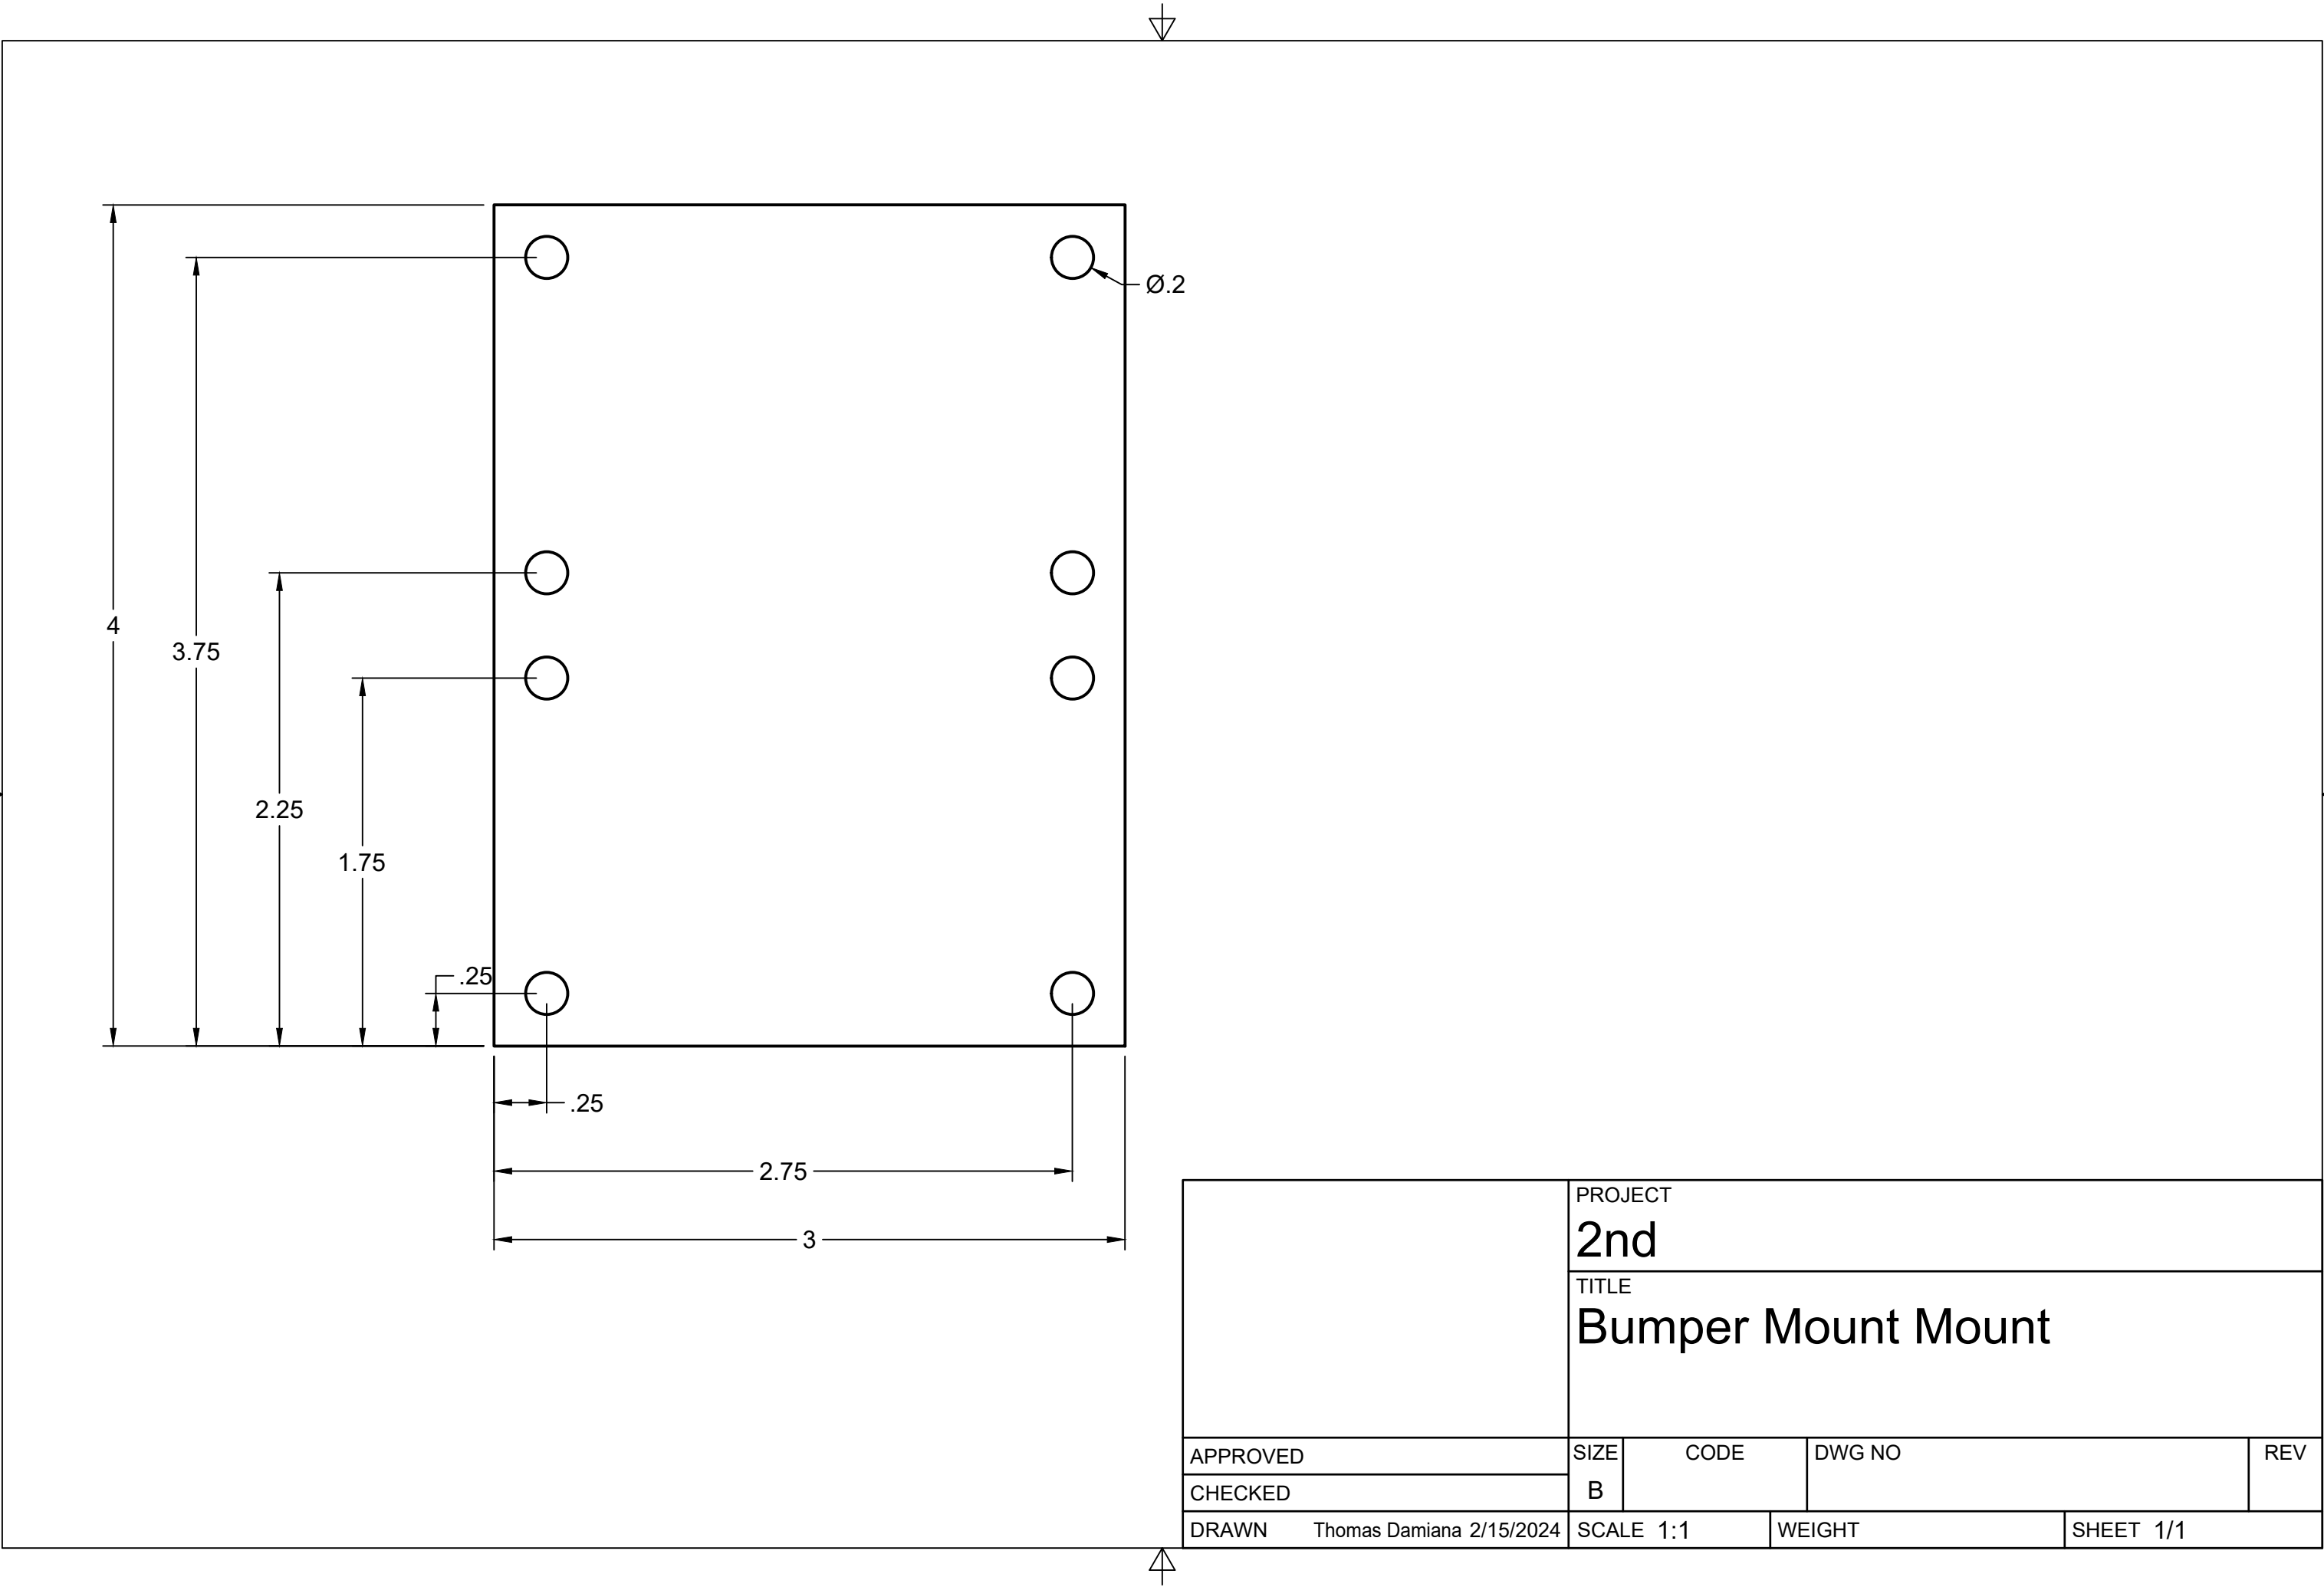 Ø.2
4
3.75
2.25
1.75
.25
.25
2.75
3
PROJECT
2nd
TITLE
Bumper Mount Mount
APPROVED
CHECKED
DRAWN Thomas Damiana 2/15/2024
SIZE CODE DWG NO REV
B
SCALE 1:1 WEIGHT SHEET 1/1